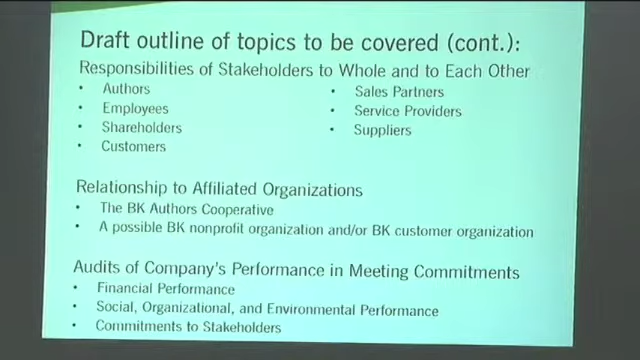 Draft outline of topics to be covered (cont.):
Responsibilities of Stakeholders to Whole and to Each Other
• Authors
• Employees
• Shareholders
• Customers
• Sales Partners
• Service Providers
• Suppliers
Relationship to Affiliated Organizations
• The BK Authors Cooperative
• A possible BK nonprofit organization and/or BK customer organization
Audits of Company's Performance in Meeting Commitments
• Financial Performance
• Social, Organizational, and Environmental Performance
• Commitments to Stakeholders